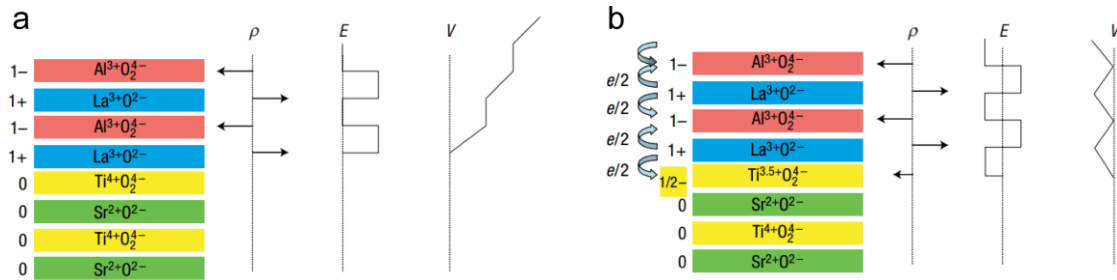 a
ρ E V
1− Al³⁺O₂⁴⁻
1+ La³⁺O²⁻
1− Al³⁺O₂⁴⁻
1+ La³⁺O²⁻
0 Ti⁴⁺O₂⁴⁻
0 Sr²⁺O²⁻
0 Ti⁴⁺O₂⁴⁻
0 Sr²⁺O²⁻
b
ρ E V
1− Al³⁺O₂⁴⁻
e/2
1+ La³⁺O²⁻
e/2
1− Al³⁺O₂⁴⁻
e/2
1+ La³⁺O²⁻
e/2
1/2− Ti³·⁵⁺O₂⁴⁻
0 Sr²⁺O²⁻
0 Ti⁴⁺O₂⁴⁻
0 Sr²⁺O²⁻